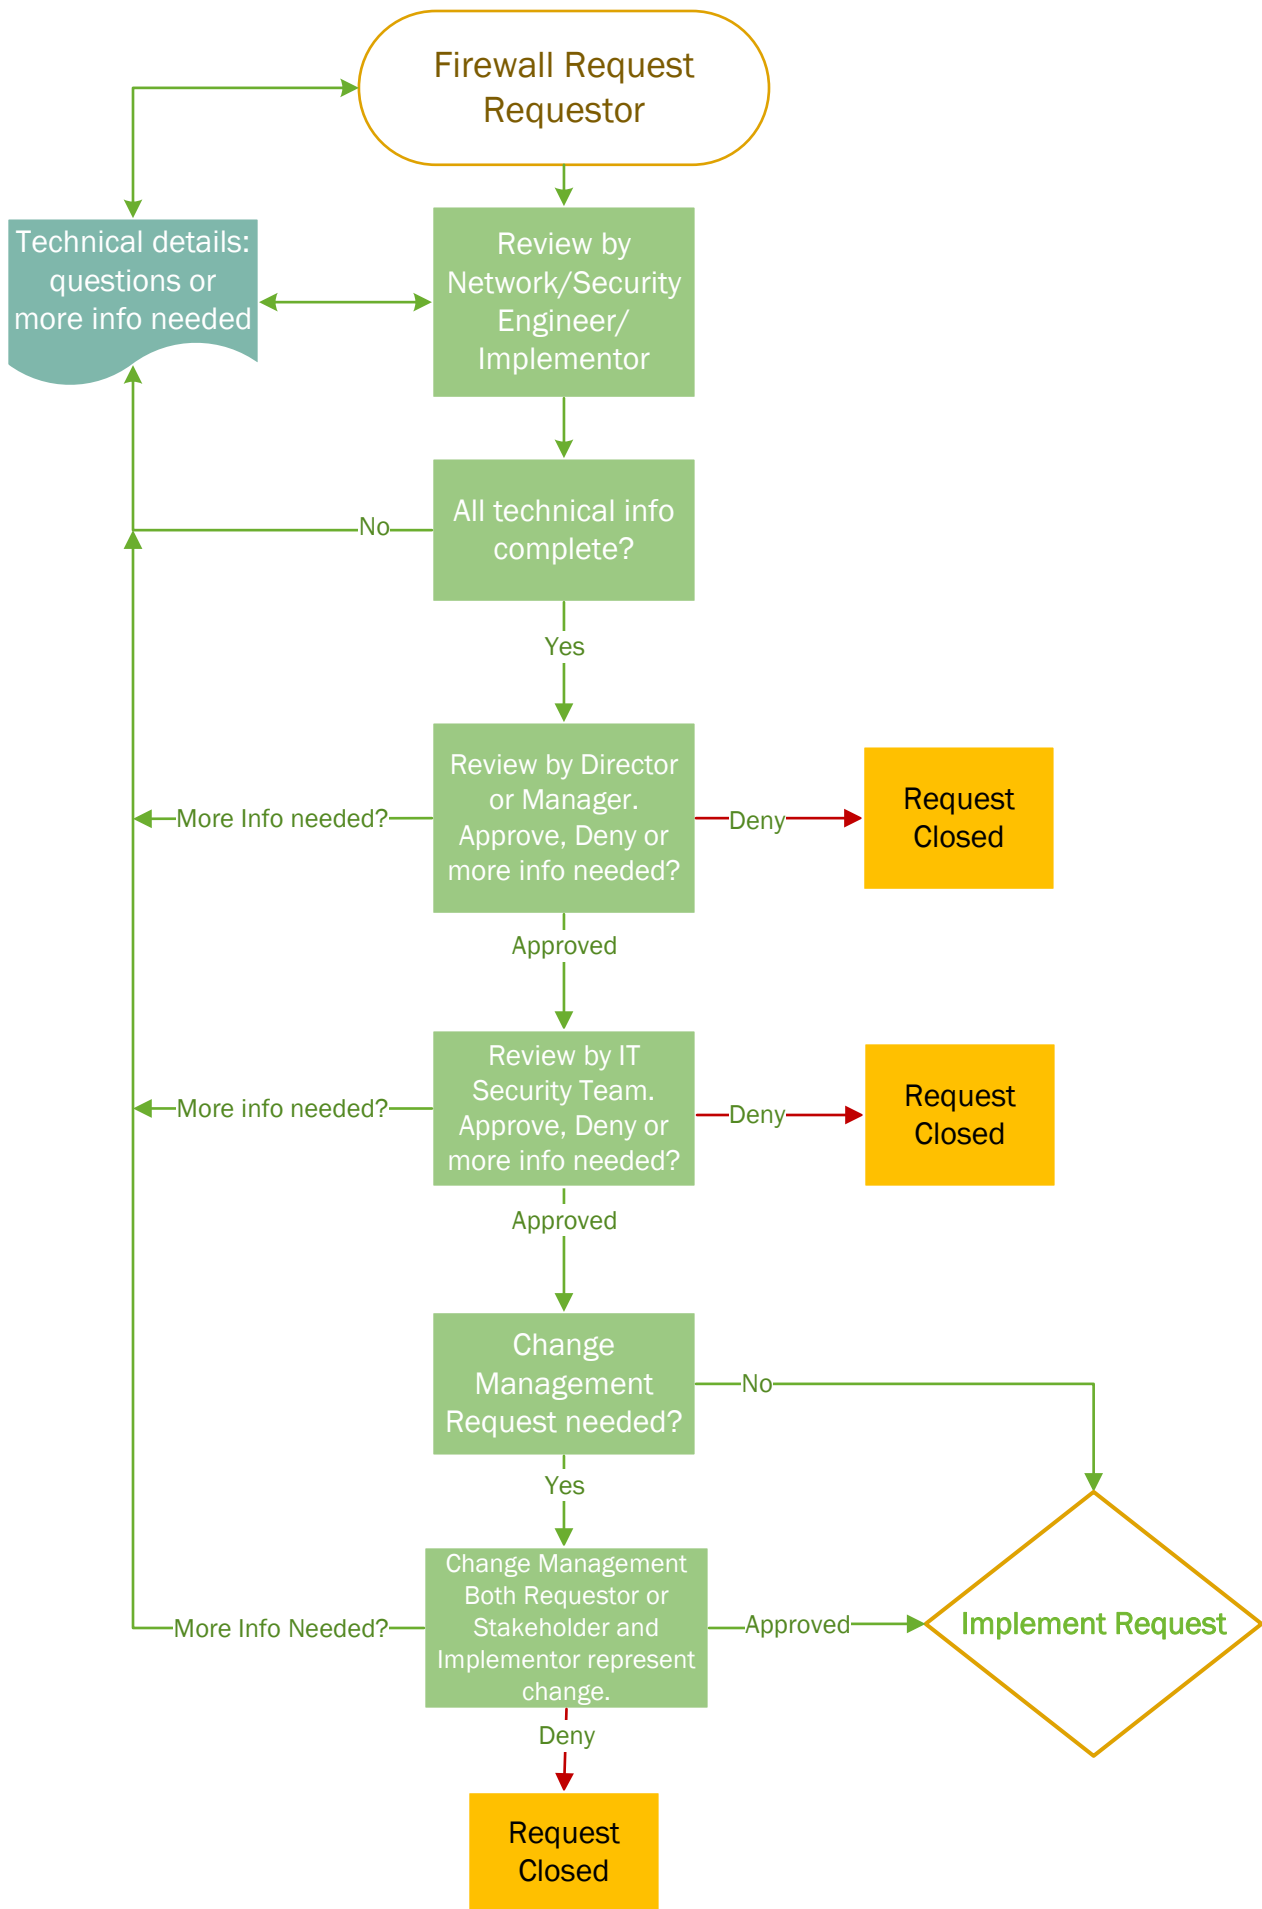 Firewall Request
Requestor
Technical details:
questions or
more info needed
Review by
Network/Security
Engineer/
Implementor
All technical info
complete?
No
Yes
Review by Director
or Manager.
Approve, Deny or
more info needed?
More Info needed?
Deny
Request
Closed
Approved
Review by IT
Security Team.
Approve, Deny or
more info needed?
More info needed?
Deny
Request
Closed
Approved
Change
Management
Request needed?
No
Yes
Change Management
Both Requestor or
Stakeholder and
Implementor represent
change.
More Info Needed?
Approved
Implement Request
Deny
Request
Closed